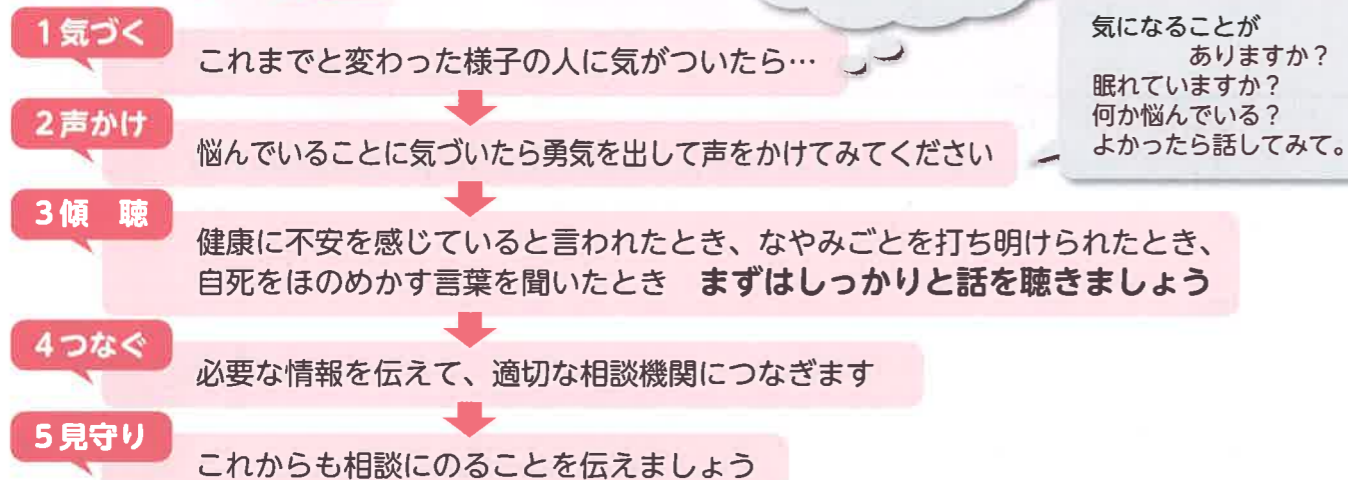 1気づく
これまでと変わった様子の人に気がついたら…
2声かけ
悩んでいることに気づいたら勇気を出して声をかけてみてください
気になることが
ありますか？
眠れていますか？
何か悩んでいる？
よかったら話してみて。
3傾　聴
健康に不安を感じていると言われたとき、なやみごとを打ち明けられたとき、
自死をほのめかす言葉を聞いたとき　まずはしっかりと話を聴きましょう
4つなぐ
必要な情報を伝えて、適切な相談機関につなぎます
5見守り
これからも相談にのることを伝えましょう